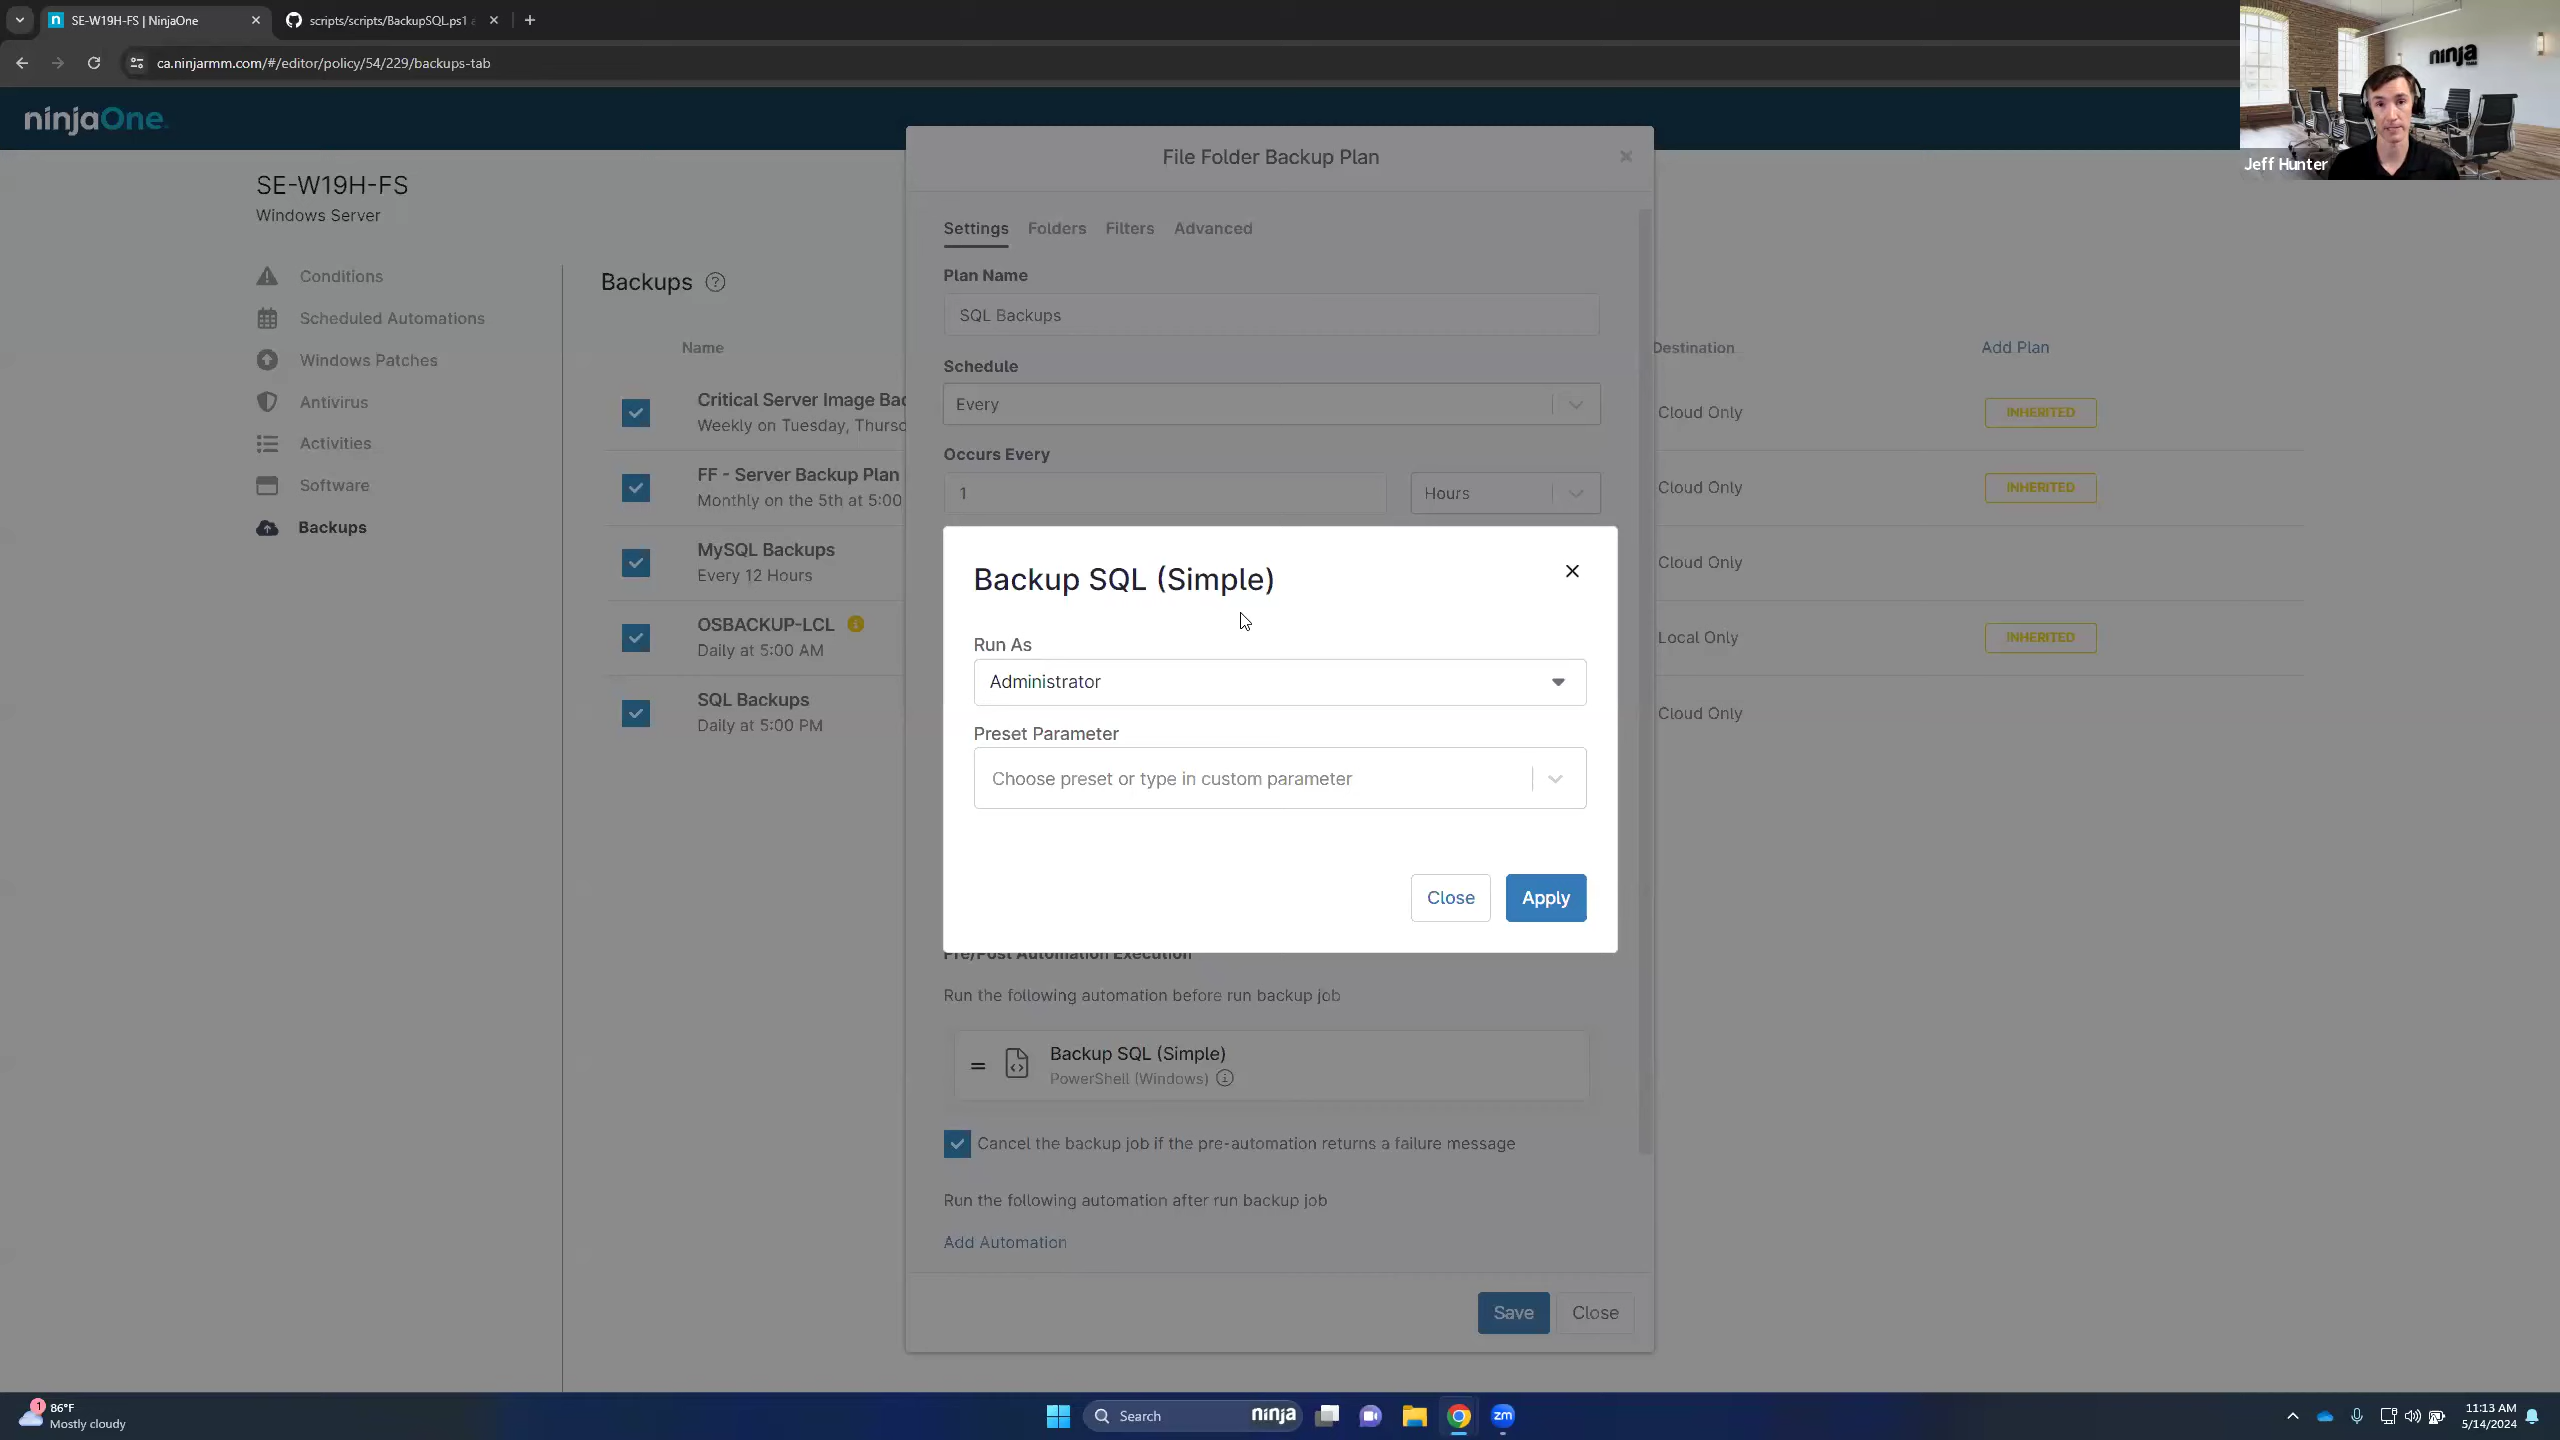 SE-W19H-FS | NinjaOne
scripts/scripts/BackupSQL.ps1
ca.ninjarmm.com/#/editor/policy/54/229/backups-tab
ninja
Jeff Hunter
ninjaOne
SE-W19H-FS
Windows Server
Conditions
Scheduled Automations
Windows Patches
Antivirus
Activities
Software
Backups
Backups
Name
Destination
Add Plan
Critical Server Image Bac
Weekly on Tuesday, Thursd
Cloud Only
INHERITED
FF - Server Backup Plan
Monthly on the 5th at 5:00
Cloud Only
INHERITED
MySQL Backups
Every 12 Hours
Cloud Only
OSBACKUP-LCL
Daily at 5:00 AM
Local Only
INHERITED
SQL Backups
Daily at 5:00 PM
Cloud Only
File Folder Backup Plan
Settings Folders Filters Advanced
Plan Name
SQL Backups
Schedule
Every
Occurs Every
1
Hours
Backup SQL (Simple)
Run As
Administrator
Preset Parameter
Choose preset or type in custom parameter
Close
Apply
Pre/Post Automation Execution
Run the following automation before run backup job
Backup SQL (Simple)
PowerShell (Windows)
Cancel the backup job if the pre-automation returns a failure message
Run the following automation after run backup job
Add Automation
Save
Close
1
86°F
Mostly cloudy
Search
ninja
zm
11:13 AM
5/14/2024